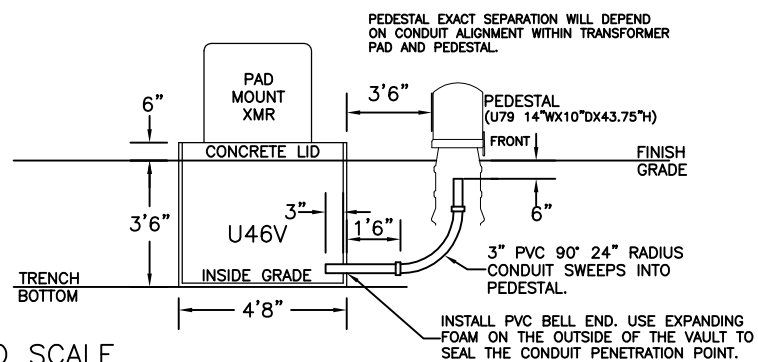 PEDESTAL EXACT SEPARATION WILL DEPEND
ON CONDUIT ALIGNMENT WITHIN TRANSFORMER
PAD AND PEDESTAL.
PAD
MOUNT
XMR
6"
3'6"
PEDESTAL
(U79 14"WX10"DX43.75"H)
FRONT
CONCRETE LID
FINISH
GRADE
3'6"
3"
1'6"
6"
U46V
3" PVC 90° 24" RADIUS
CONDUIT SWEEPS INTO
PEDESTAL.
INSIDE GRADE
TRENCH
BOTTOM
4'8"
INSTALL PVC BELL END. USE EXPANDING
FOAM ON THE OUTSIDE OF THE VAULT TO
SEAL THE CONDUIT PENETRATION POINT.
SCALE